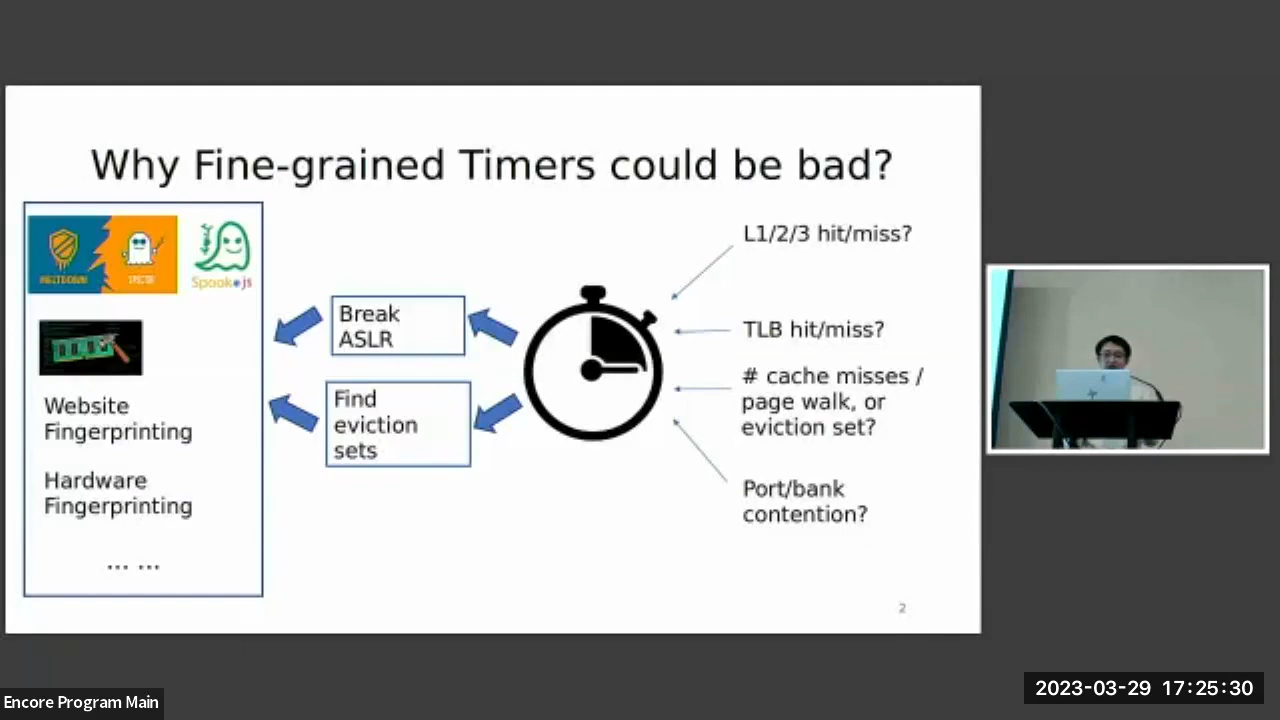 Why Fine-grained Timers could be bad?
MELTDOWN
SPECTRE
Spook.js
Break
ASLR
Find
eviction
sets
Website
Fingerprinting
Hardware
Fingerprinting
... ...
L1/2/3 hit/miss?
TLB hit/miss?
# cache misses /
page walk, or
eviction set?
Port/bank
contention?
2
Encore Program Main
2023-03-29 17:25:30